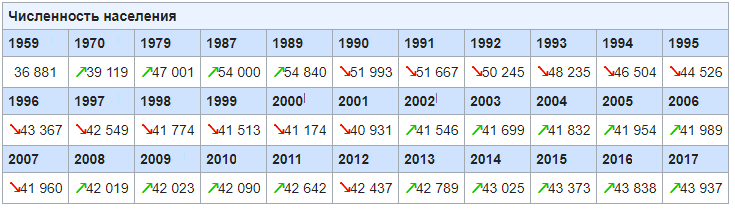 Численность населения
1959 1970 1979 1987 1989 1990 1991 1992 1993 1994 1995
36 881 ↗39 119 ↗47 001 ↗54 000 ↗54 840 ↘51 993 ↘51 667 ↘50 245 ↘48 235 ↘46 504 ↘44 526
1996 1997 1998 1999 2000 2001 2002 2003 2004 2005 2006
↘43 367 ↘42 549 ↘41 774 ↘41 513 ↘41 174 ↘40 931 ↗41 546 ↗41 699 ↗41 832 ↗41 954 ↗41 989
2007 2008 2009 2010 2011 2012 2013 2014 2015 2016 2017
↘41 960 ↗42 019 ↗42 023 ↗42 090 ↗42 642 ↘42 437 ↗42 789 ↗43 025 ↗43 373 ↗43 838 ↗43 937